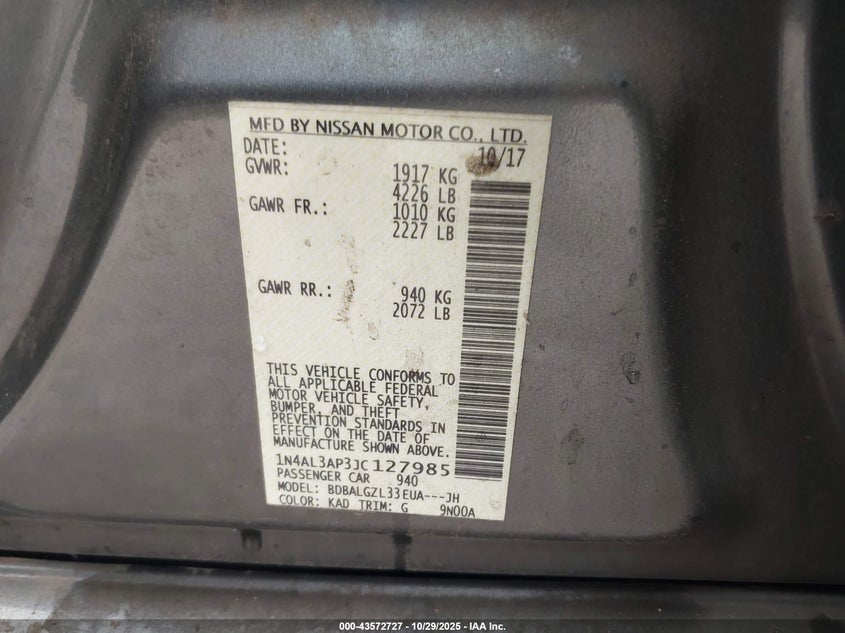 MFD BY NISSAN MOTOR CO., LTD.
DATE: 10/17
GVWR: 1917 KG
4226 LB
GAWR FR.: 1010 KG
2227 LB
GAWR RR.: 940 KG
2072 LB
THIS VEHICLE CONFORMS TO
ALL APPLICABLE FEDERAL
MOTOR VEHICLE SAFETY,
BUMPER, AND THEFT
PREVENTION STANDARDS IN
EFFECT ON THE DATE OF
MANUFACTURE SHOWN ABOVE.
1N4AL3AP3JC127985
PASSENGER CAR 940
MODEL: BDBALGZL33EUA---JH
COLOR: KAD TRIM: G 9N00A
000-43572727 - 10/29/2025 - IAA Inc.